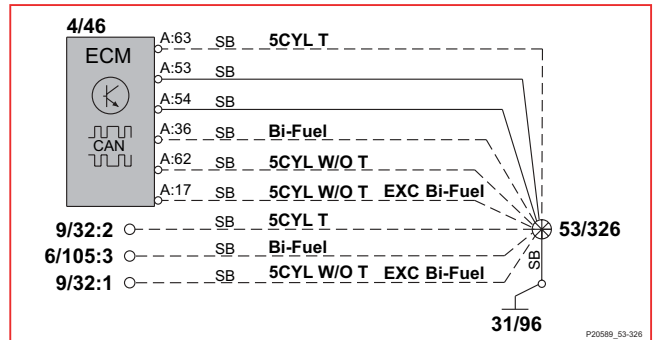 4/46
ECM
CAN
A:63 SB 5CYL T
A:53 SB
A:54 SB
A:36 SB Bi-Fuel
A:62 SB 5CYL W/O T
A:17 SB 5CYL W/O T EXC Bi-Fuel
9/32:2 SB 5CYL T
6/105:3 SB Bi-Fuel
9/32:1 SB 5CYL W/O T EXC Bi-Fuel
53/326
SB
31/96
P20589_53-326